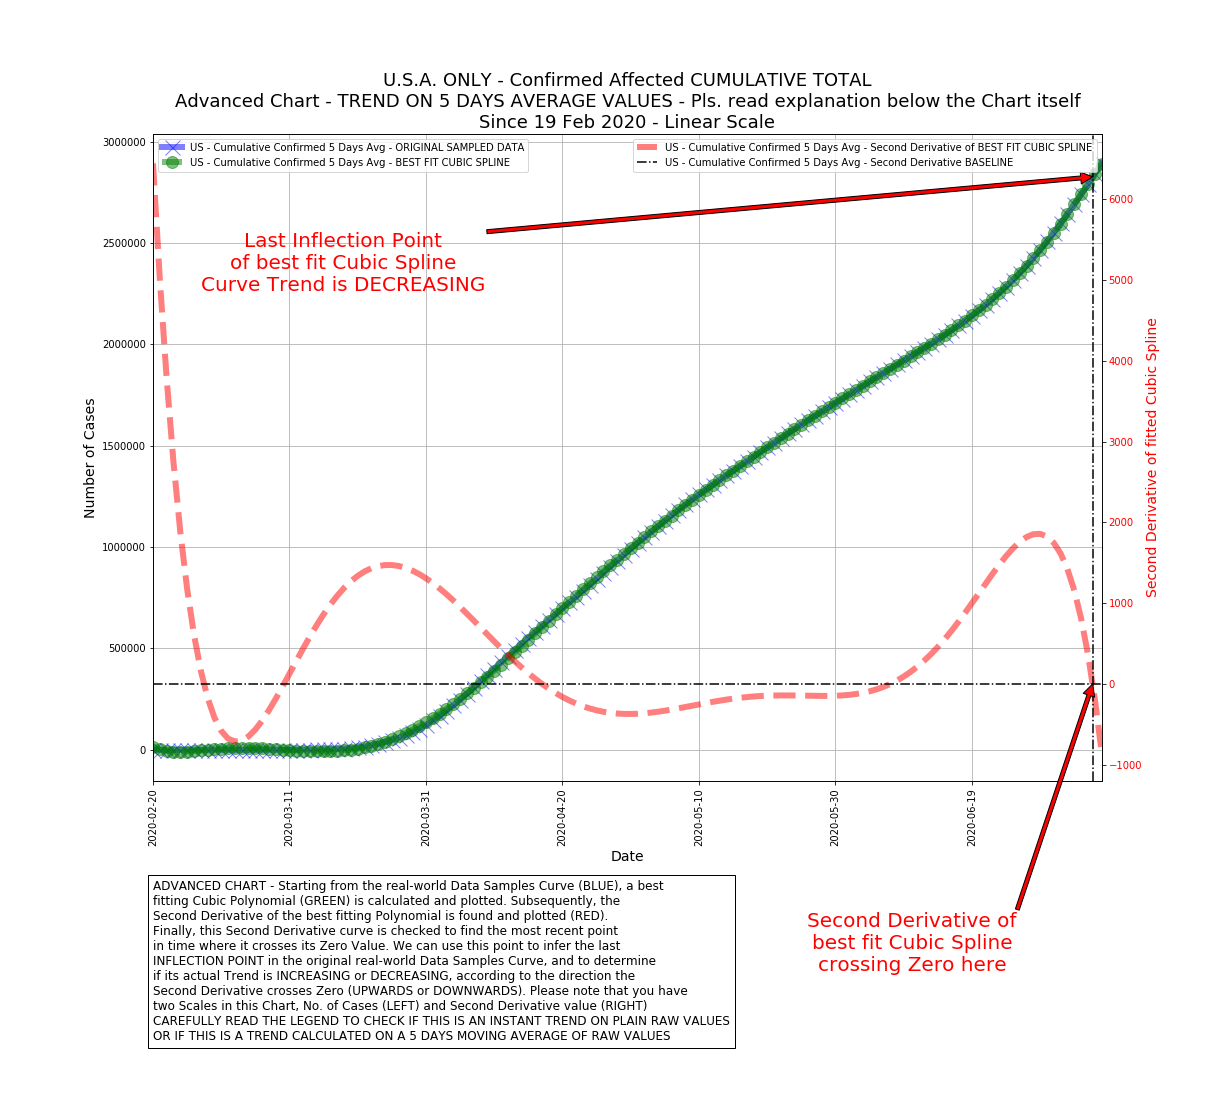 U.S.A. ONLY - Confirmed Affected CUMULATIVE TOTAL
Advanced Chart - TREND ON 5 DAYS AVERAGE VALUES - Pls. read explanation below the Chart itself
Since 19 Feb 2020 - Linear Scale
US - Cumulative Confirmed 5 Days Avg - ORIGINAL SAMPLED DATA
US - Cumulative Confirmed 5 Days Avg - BEST FIT CUBIC SPLINE
US - Cumulative Confirmed 5 Days Avg - Second Derivative of BEST FIT CUBIC SPLINE
US - Cumulative Confirmed 5 Days Avg - Second Derivative BASELINE
Last Inflection Point
of best fit Cubic Spline
Curve Trend is DECREASING
Number of Cases
3000000
2500000
2000000
1500000
1000000
500000
0
6000
5000
4000
3000
2000
1000
0
−1000
Second Derivative of fitted Cubic Spline
2020-02-20
2020-03-11
2020-03-31
2020-04-20
2020-05-10
2020-05-30
2020-06-19
Date
Second Derivative of
best fit Cubic Spline
crossing Zero here
ADVANCED CHART - Starting from the real-world Data Samples Curve (BLUE), a best
fitting Cubic Polynomial (GREEN) is calculated and plotted. Subsequently, the
Second Derivative of the best fitting Polynomial is found and plotted (RED).
Finally, this Second Derivative curve is checked to find the most recent point
in time where it crosses its Zero Value. We can use this point to infer the last
INFLECTION POINT in the original real-world Data Samples Curve, and to determine
if its actual Trend is INCREASING or DECREASING, according to the direction the
Second Derivative crosses Zero (UPWARDS or DOWNWARDS). Please note that you have
two Scales in this Chart, No. of Cases (LEFT) and Second Derivative value (RIGHT)
CAREFULLY READ THE LEGEND TO CHECK IF THIS IS AN INSTANT TREND ON PLAIN RAW VALUES
OR IF THIS IS A TREND CALCULATED ON A 5 DAYS MOVING AVERAGE OF RAW VALUES